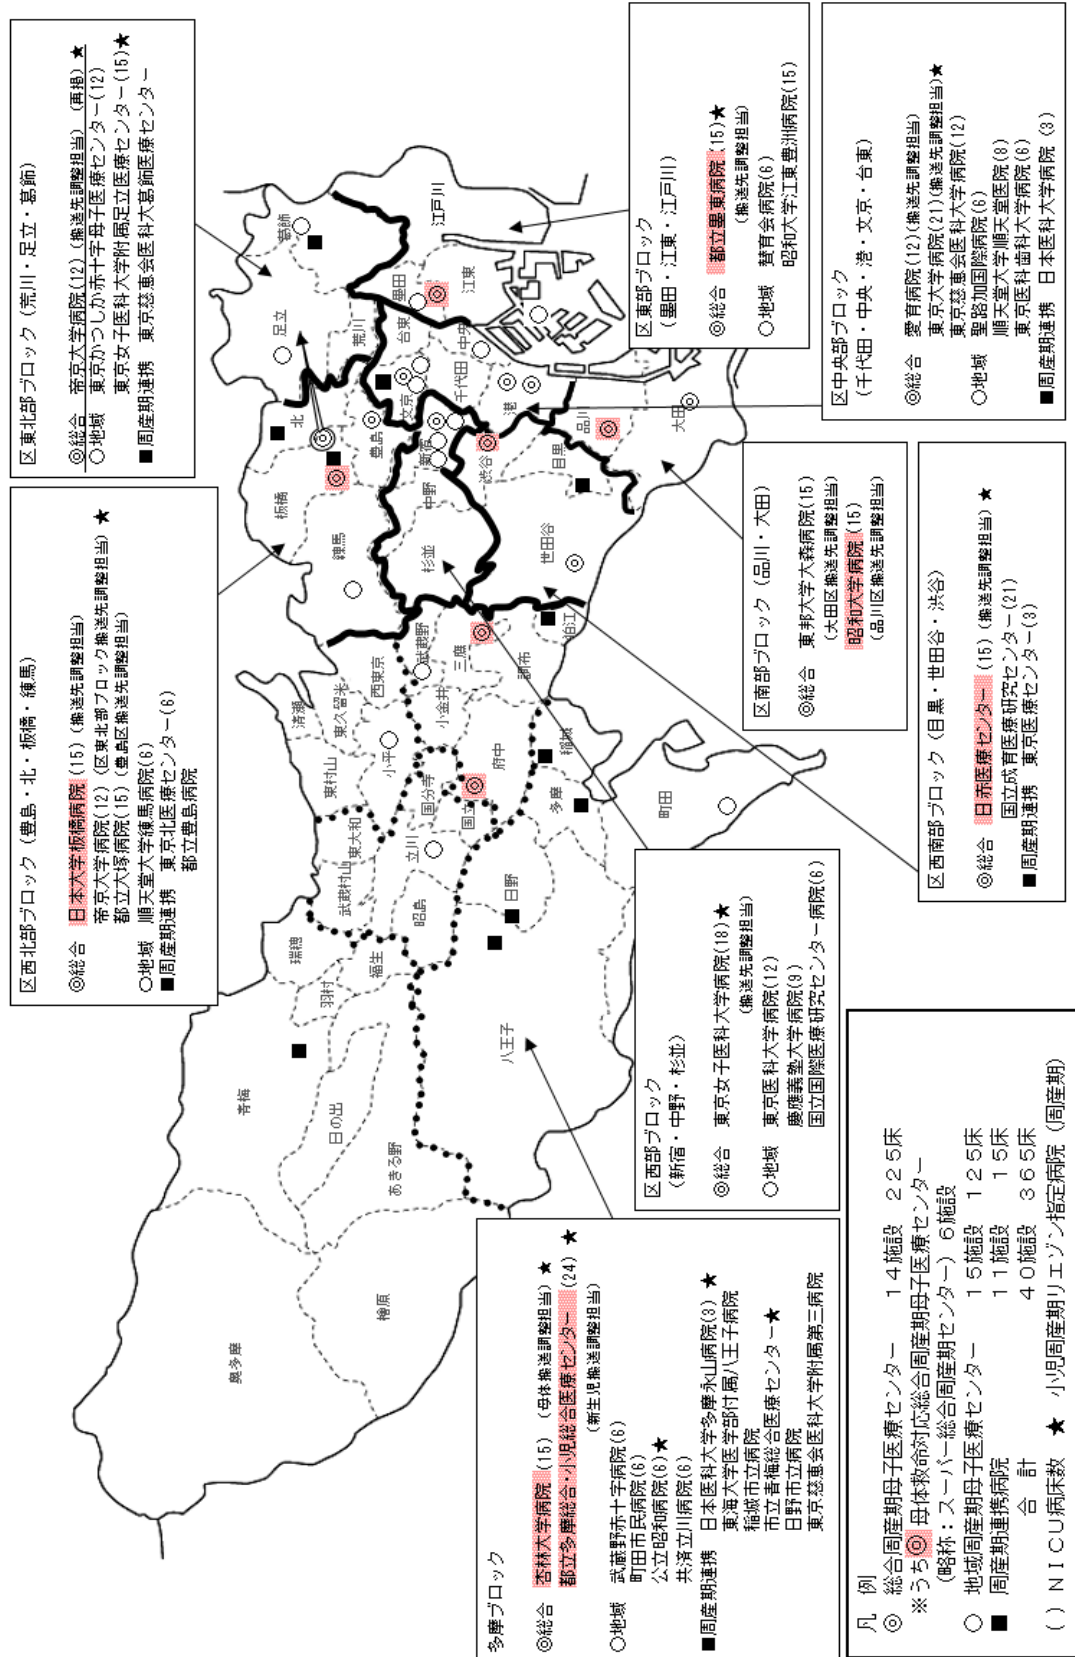 区東北部ブロック（荒川・足立・葛飾）
◎総合　帝京大学病院(12)（搬送先調整担当）（再掲）★
○地域　東京かつしか赤十字母子医療センター(12)
東京女子医科大学附属足立医療センター(15)★
■周産期連携　東京慈恵会医科大葛飾医療センター
区東部ブロック
（墨田・江東・江戸川）
◎総合　都立墨東病院(15)★
（搬送先調整担当）
○地域　賛育会病院(6)
昭和大学江東豊洲病院(15)
区中央部ブロック
（千代田・中央・港・文京・台東）
◎総合　愛育病院(12)(搬送先調整担当)
東京大学病院(21)(搬送先調整担当)★
東京慈恵会医科大学病院(12)
○地域　聖路加国際病院(6)
順天堂大学順天堂医院(8)
東京医科歯科大学病院(6)
■周産期連携　日本医科大学病院（3）
区西北部ブロック（豊島・北・板橋・練馬）
◎総合　日本大学板橋病院(15)（搬送先調整担当）
帝京大学病院(12)（区東北部ブロック搬送先調整担当）★
都立大塚病院(15)（豊島区搬送先調整担当）
○地域　順天堂大学練馬病院(6)
■周産期連携　東京北医療センター(6)
都立豊島病院
区南部ブロック（品川・大田）
◎総合　東邦大学大森病院(15)
（大田区搬送先調整担当）
昭和大学病院(15)
（品川区搬送先調整担当）
区西南部ブロック（目黒・世田谷・渋谷）
◎総合　日赤医療センター（15)（搬送先調整担当）★
国立成育医療研究センター(21)
■周産期連携　東京医療センター(3)
区西部ブロック
（新宿・中野・杉並）
◎総合　東京女子医科大学病院(18)★
（搬送先調整担当）
○地域　東京医科大学病院(12)
慶應義塾大学病院(9)
国立国際医療研究センター病院(6)
多摩ブロック
◎総合　杏林大学病院(15)　（母体搬送調整担当）★
都立多摩総合・小児総合医療センター(24)　★
（新生児搬送調整担当）
○地域　武蔵野赤十字病院(6)
町田市民病院(6)
公立昭和病院(6)★
共済立川病院(6)
■周産期連携　日本医科大学多摩永山病院(3)★
東海大学医学部付属八王子病院
稲城市立病院
市立青梅総合医療センター★
日野市立病院
東京慈恵会医科大学附属第三病院
凡　例
◎　総合周産期母子医療センター　１４施設　２２５床
※うち◎母体救命対応総合周産期母子医療センター
（略称：スーパー総合周産期センター）６施設
○　地域周産期母子医療センター　１５施設　１２５床
■　周産期連携病院　１１施設　１５床
合　計　４０施設　３６５床
（）ＮＩＣＵ病床数　★　小児周産期リエゾン指定病院（周産期）
葛飾
足立
荒川
北
板橋
練馬
豊島
文京
台東
墨田
江東
江戸川
千代田
中央
港
新宿
中野
杉並
渋谷
目黒
品川
大田
世田谷
狛江
調布
三鷹
武蔵野
西東京
清瀬
東久留米
東村山
小平
小金井
国分寺
国立
府中
稲城
多摩
町田
日野
立川
東大和
武蔵村山
昭島
福生
瑞穂
羽村
青梅
日の出
あきる野
八王子
檜原
奥多摩